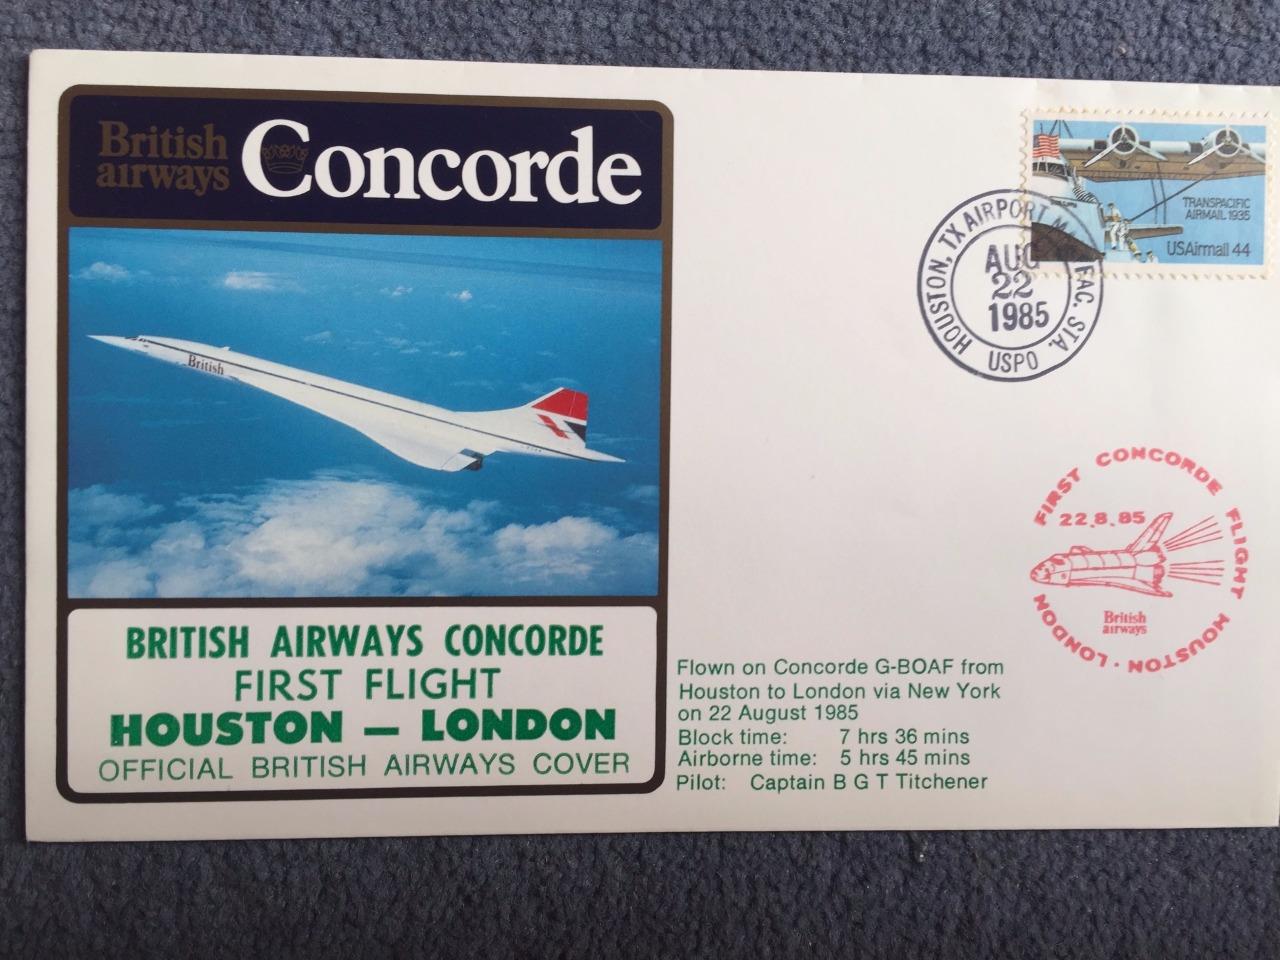 British
airways
Concorde
British
BRITISH AIRWAYS CONCORDE
FIRST FLIGHT
HOUSTON — LONDON
OFFICIAL BRITISH AIRWAYS COVER
TRANSPACIFIC
AIRMAIL 1935
USAirmail 44
HOUSTON, TX AIRPORT FAC. STA.
AUG
22
1985
USPO
FIRST CONCORDE FLIGHT HOUSTON · LONDON
22.8.85
British
airways
Flown on Concorde G-BOAF from
Houston to London via New York
on 22 August 1985
Block time: 7 hrs 36 mins
Airborne time: 5 hrs 45 mins
Pilot: Captain B G T Titchener